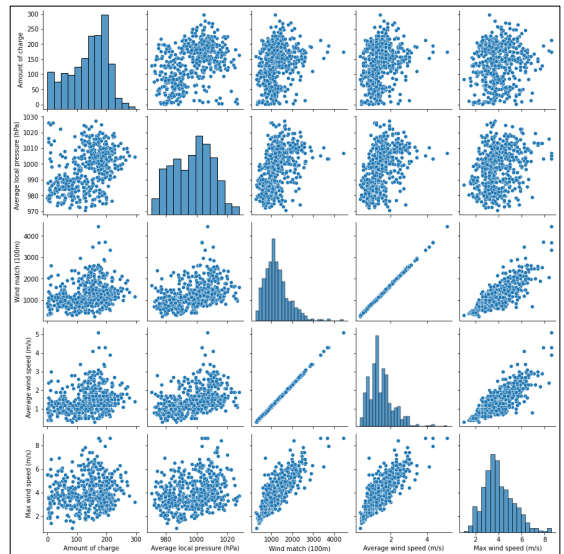 Amount of charge
300
250
200
150
100
50
0
Average local pressure (hPa)
1030
1020
1010
1000
990
980
970
Wind match (100m)
4000
3000
2000
1000
Average wind speed (m/s)
5
4
3
2
1
Max wind speed (m/s)
8
6
4
2
0 100 200 300
980 1000 1020
1000 2000 3000 4000
2 4
2 4 6 8
Amount of charge Average local pressure (hPa) Wind match (100m) Average wind speed (m/s) Max wind speed (m/s)